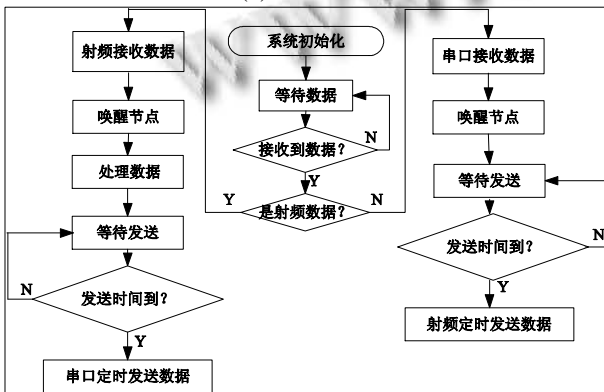 系统初始化
等待数据
N
接收到数据？
Y
Y
是射频数据？
N
射频接收数据
唤醒节点
处理数据
等待发送
N
发送时间到？
Y
串口定时发送数据
串口接收数据
唤醒节点
等待发送
发送时间到？
N
Y
射频定时发送数据